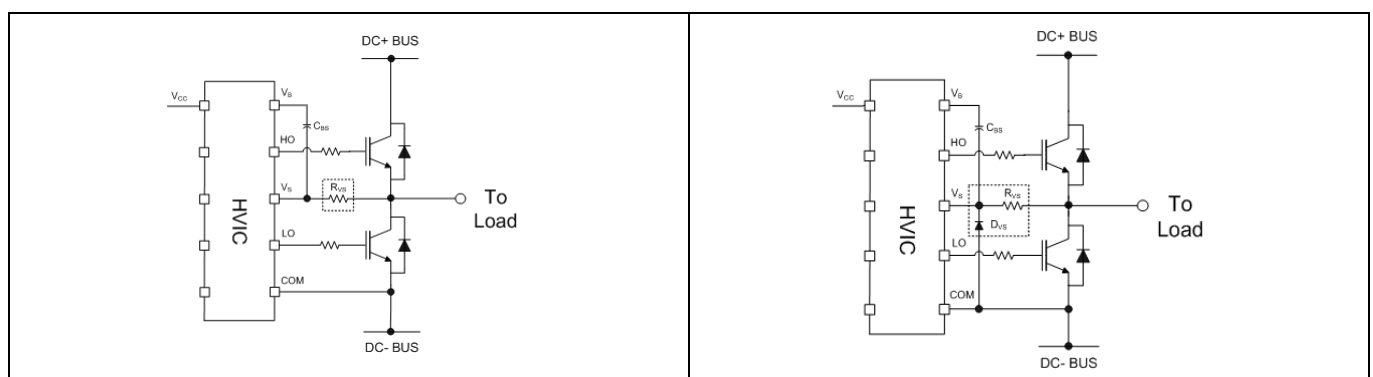 DC+ BUS
VCC
VB
CBS
HO
VS
RVS
To
Load
HVIC
LO
COM
DC- BUS
DC+ BUS
VCC
VB
CBS
HO
VS
RVS
To
Load
DVS
HVIC
LO
COM
DC- BUS